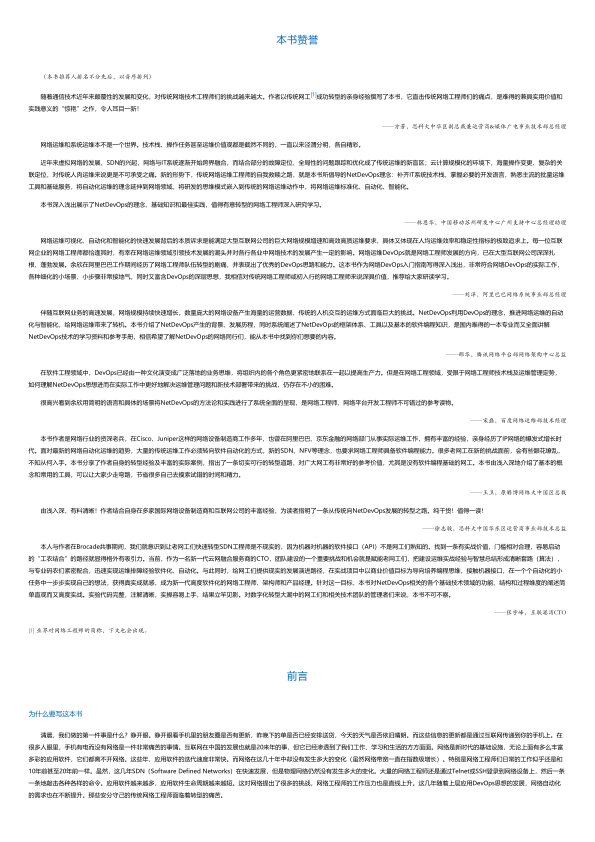 本书赞誉
（本书推荐人按名不分先后，以音序排列）
随着通信技术近年来颠覆性的发展和变化，对传统网络技术工程师们的挑战越来越大。作者以传统网工[1]成功转型的亲身经验撰写了本书，它直击传统网络工程师们的痛点，是难得的兼具实用价值和
实践意义的“惊艳”之作，令人耳目一新！
——方景，思科大中华区副总裁兼运营商&媒体广电事业技术部总经理
网络运维和系统运维本不是一个世界。技术栈、操作任务甚至运维价值观都是截然不同的，一直以来泾渭分明，各自精彩。
近年来虚拟网络的发展、SDN的兴起，网络与IT系统逐渐开始跨界融合，而结合部分的故障定位、全局性的问题跟踪和优化成了传统运维的新盲区；云计算规模化的环境下，海量操作变更，复杂的关
联定位，对传统人肉运维来说更是不可承受之痛。新的形势下，传统网络运维工程师的自我救赎之路，就是本书所倡导的NetDevOps理念：补齐IT系统技术栈，掌握必要的开发语言，熟悉主流的批量运维
工具和基础服务，将自动化运维的理念延伸到网络领域，将研发的思维模式嵌入到传统网络的运维动作中，将网络运维标准化、自动化、智能化。
本书深入浅出展示了NetDevOps的理念、基础知识和最佳实践，值得有意转型的网络工程师深入研究学习。
——林恩华，中国移动苏州研发中心广州支持中心总经理助理
网络运维可视化、自动化和智能化的快速发展背后的本质诉求是能满足大型互联网公司的巨大网络规模增速和高效高质运维要求，具体又体现在人均运维效率和稳定性指标的极致追求上。每一位互联
网企业的网络工程师都恰逢同时，有幸在网络运维领域引领技术发展的潮头并对各行各业中网络技术的发展产生一定的影响。网络运维DevOps就是网络工程师发展的方向，已在大型互联网公司深深扎
根、蓬勃发展。余欣在阿里巴巴工作期间经历了网络工程师队伍转型的剧痛，并表现出了优秀的DevOps思维和能力。这本书作为网络DevOps入门指南写得深入浅出，非常符合网络DevOps的实际工作，
各种细化的小场景、小步骤非常接地气，同时又富含DevOps的深层思想，我相信对传统网络工程师或初入行的网络工程师来说深具价值，推荐给大家研读学习。
——刘洋，阿里巴巴网络系统事业部总经理
伴随互联网业务的高速发展，网络规模持续快速增长，数量庞大的网络设备产生海量的运营数据，传统的人机交互的运维方式面临巨大的挑战。NetDevOps利用DevOps的理念，推进网络运维的自动
化与智能化，给网络运维带来了转机。本书介绍了NetDevOps产生的背景、发展历程，同时系统阐述了NetDevOps的框架体系、工具以及基本的软件编程知识，是国内难得的一本专业而又全面讲解
NetDevOps技术的学习资料和参考手册，相信希望了解NetDevOps的网络同行们，能从本书中找到你们想要的内容。
——邴华，腾讯网络平台部网络架构中心总监
在软件工程领域中，DevOps已经由一种文化演变成广泛落地的业务思维，将组织内的各个角色更紧密地联系在一起以提高生产力。但是在网络工程领域，受限于网络工程师技术栈及运维管理定势，
如何理解NetDevOps思想进而在实际工作中更好地解决运维管理问题和新技术部署带来的挑战，仍存在不小的困难。
很高兴看到余欣用简明的语言和具体的场景将NetDevOps的方法论和实践进行了系统全面的呈现，是网络工程师、网络平台开发工程师不可错过的参考读物。
——宋磊，百度网络运维部技术经理
本书作者是网络行业的资深老兵，在Cisco、Juniper这样的网络设备制造商工作多年，也曾在阿里巴巴、京东金融的网络部门从事实际运维工作，拥有丰富的经验，亲身经历了IP网络的爆发式增长时
代。面对最新的网络自动化运维的趋势，大量的传统运维工作必须转向软件自动化的方式，新的SDN、NFV等理念，也要求网络工程师具备软件编程能力。很多老网工在新的挑战面前，会有些眼花缭乱、
不知从何入手。本书分享了作者自身的转型经验及丰富的实际案例，指出了一条切实可行的转型道路，对广大网工有非常好的参考价值，尤其是没有软件编程基础的网工。本书由浅入深地介绍了基本的概
念和常用的工具，可以让大家少走弯路，节省很多自己去摸索试错的时间和精力。
——王卫，原瞻博网络大中国区总裁
由浅入深，有料清晰！作者结合自身在多家国际网络设备制造商和互联网公司的丰富经验，为读者指明了一条从传统向NetDevOps发展的转型之路。纯干货！值得一读！
——徐志毅，思科大中国华东区运营商事业部技术总监
本人与作者在Brocade共事期间，我们就意识到让老网工们快速转型SDN工程师是不现实的，因为机器对机器的软件接口（API）不是网工们熟知的。找到一条有实战价值，门槛相对合理，容易启动
的“工农结合”的路径就显得格外有吸引力。当前，作为一名新一代云网融合服务商的CTO，团队建设的一个重要挑战和机会就是赋能老网工们，把建设运维实战经验与智慧总结形成清晰套路（算法），
与专业码农们紧密配合，迅速实现运维排障经验软件化、自动化。与此同时，给网工们提供现实的发展演进路径，在实战项目中以商业价值目标为导向培养编程思维，接触机器接口，在一个个自动化的小
任务中一步步实现自己的想法，获得真实成就感，成为新一代高度软件化的网络工程师，架构师和产品经理。针对这一目标，本书对NetDevOps相关的各个基础技术领域的功能、结构和过程维度的阐述简
单直观而又高度实战。实验代码完整，注解清晰，实操容易上手，结果立竿见影。对数字化转型大潮中的网工们和相关技术团队的管理者们来说，本书不可不察。
——张宇峰，互联港湾CTO
[1] 业界对网络工程师的简称，下文也会出现。
前言
为什么要写这本书
清晨，我们做的第一件事是什么？睁开眼。睁开眼看手机里的朋友圈是否有更新，昨晚下的单是否已经安排送货，今天的天气是否依旧晴朗。而这些信息的更新都是通过互联网传递到你的手机上。在
很多人眼里，手机有电而没有网络是一件非常痛苦的事情。互联网在中国的发展也就是20来年的事，但它已经渗透到了我们工作、学习和生活的方方面面。网络是新时代的基础设施，无论上面有多么丰富
多彩的应用软件，它们都离不开网络。这些年，应用软件的迭代速度非常快。而网络在这几十年中却没有发生多大的变化（虽然网络带宽一直在指数级增长）。特别是网络工程师们日常的工作似乎还是和
10年前甚至20年前一样。虽然，这几年SDN（Software Defined Networks）在快速发展，但是物理网络仍然没有发生多大的变化。大量的网络工程师还是通过Telnet或SSH登录到网络设备上，然后一条
一条地敲击各种各样的命令。应用软件越来越多，应用软件生命周期越来越短。这对网络提出了很多的挑战，网络工程师的工作压力也是直线上升。这几年随着上层应用DevOps思想的发展，网络自动化
的需求也在不断提升。那些安分守己的传统网络工程师面临着转型的痛苦。